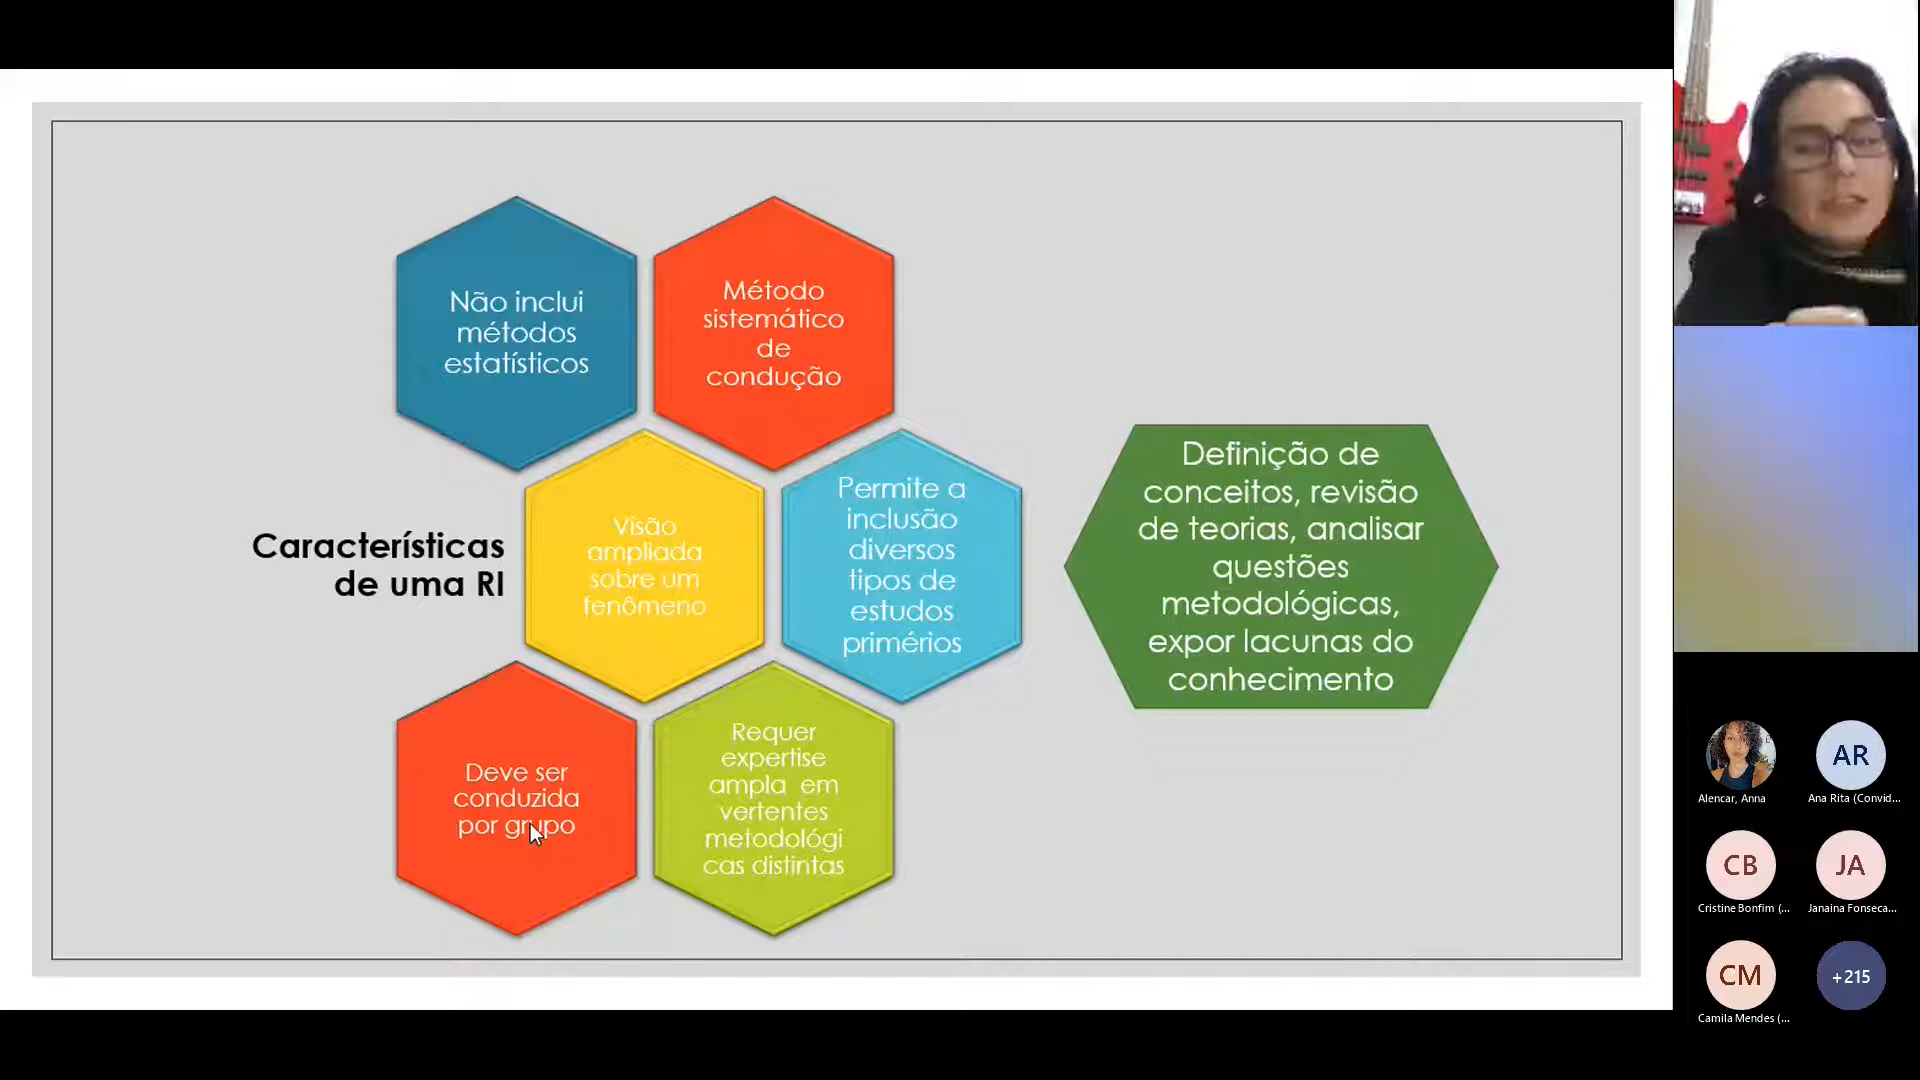 Não inclui
métodos
estatísticos
Método
sistemático
de
condução
Características
de uma RI
Visão
ampliada
sobre um
fenômeno
Permite a
inclusão
diversos
tipos de
estudos
primérios
Definição de
conceitos, revisão
de teorias, analisar
questões
metodológicas,
expor lacunas do
conhecimento
Deve ser
conduzida
por grupo
Requer
expertise
ampla em
vertentes
metodológi
cas distintas
Alencar, Anna
AR
Ana Rita (Convid...
CB
Cristine Bonfim (...
JA
Janaina Fonseca...
CM
Camila Mendes (...
+215